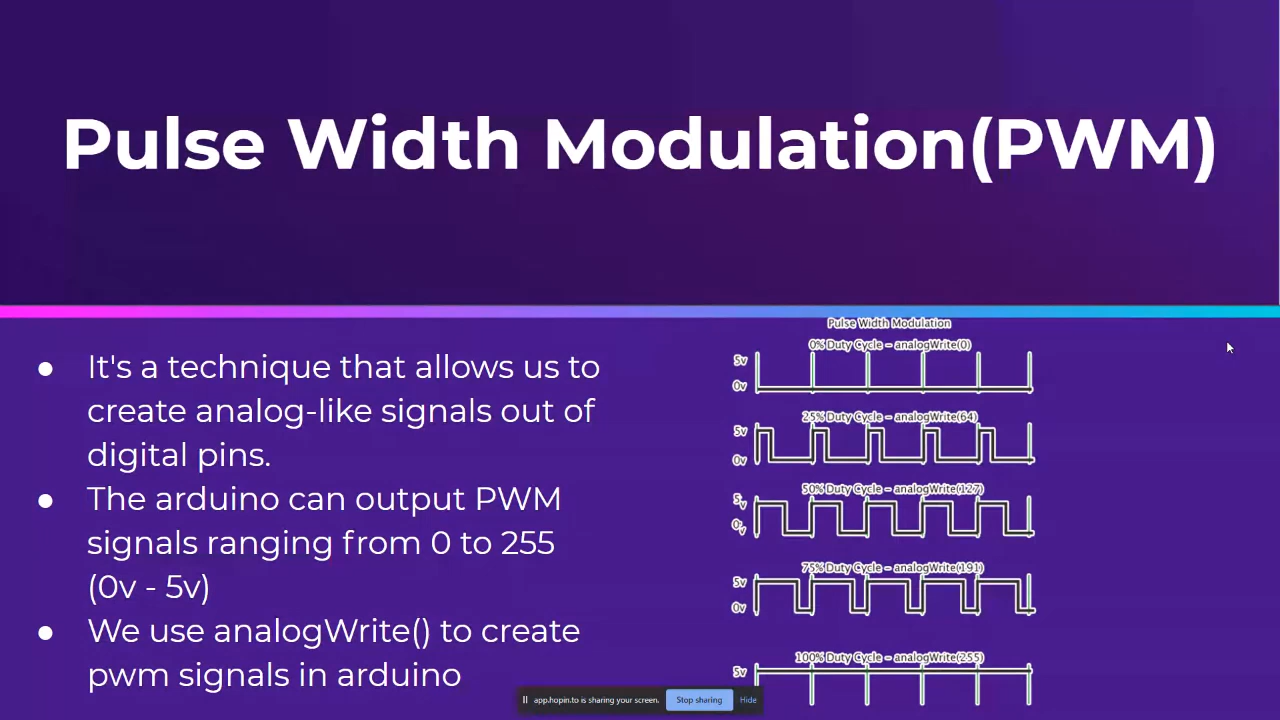 Pulse Width Modulation(PWM)
● It's a technique that allows us to
create analog-like signals out of
digital pins.
● The arduino can output PWM
signals ranging from 0 to 255
(0v - 5v)
● We use analogWrite() to create
pwm signals in arduino
Pulse Width Modulation
0% Duty Cycle – analogWrite(0)
5v
0v
25% Duty Cycle – analogWrite(64)
5v
0v
50% Duty Cycle – analogWrite(127)
5v
0v
75% Duty Cycle – analogWrite(191)
5v
0v
100% Duty Cycle – analogWrite(255)
5v
app.hopin.to is sharing your screen.
Stop sharing
Hide